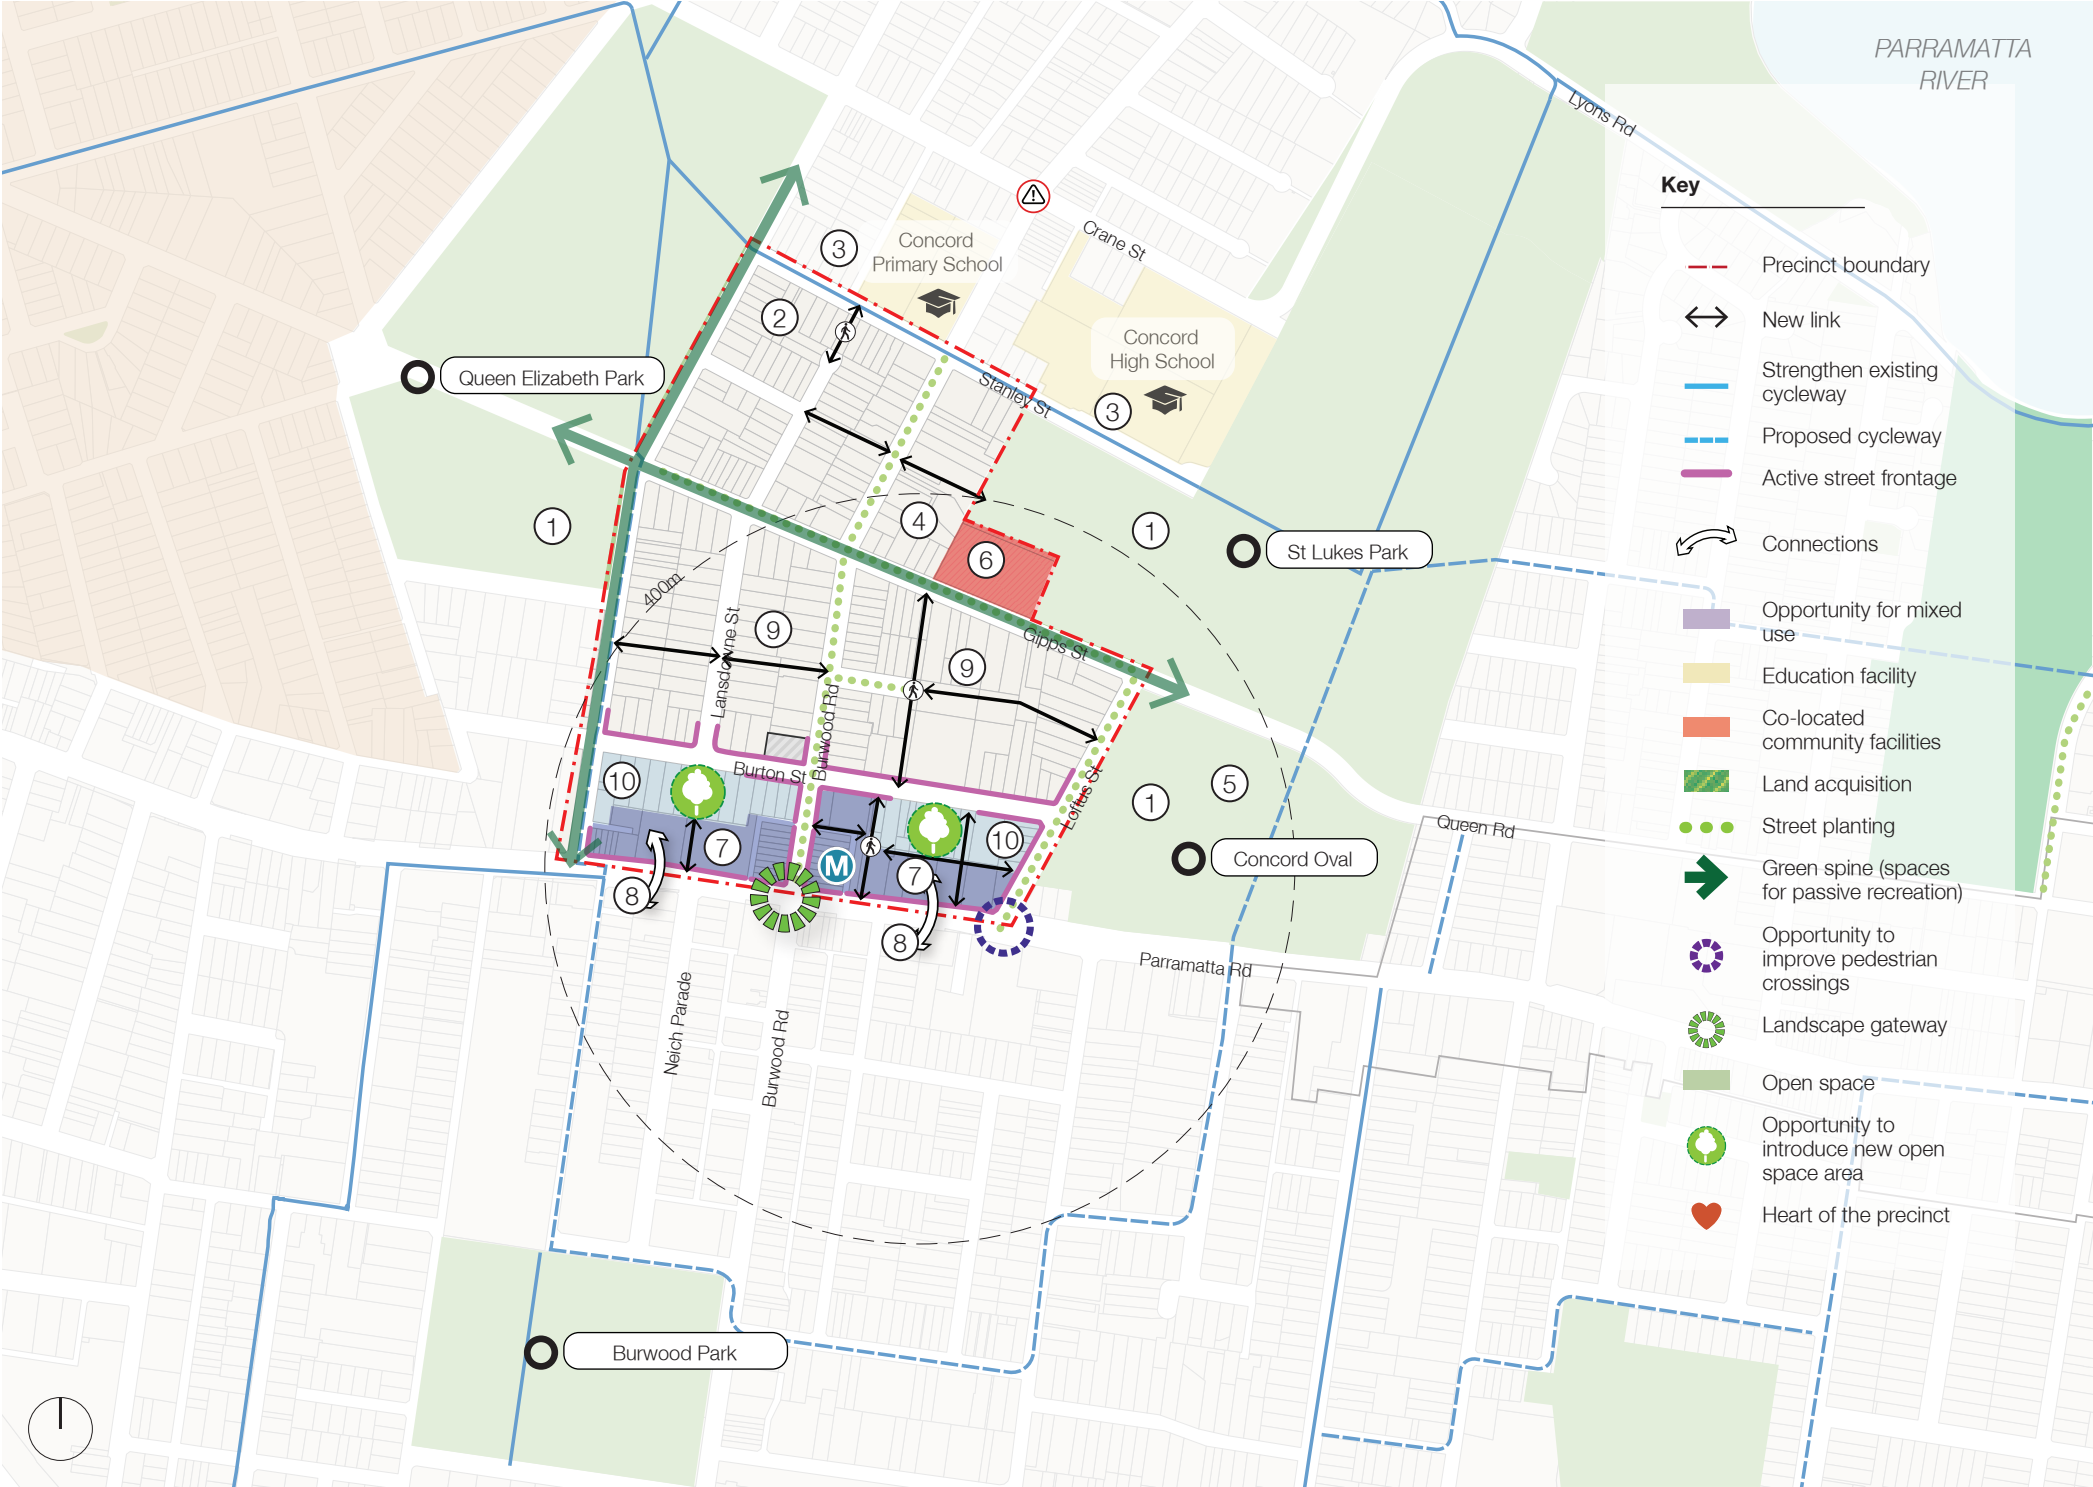 PARRAMATTA
RIVER
Lyons Rd
Key
Precinct boundary
New link
Strengthen existing
cycleway
Proposed cycleway
Active street frontage
Connections
Opportunity for mixed
use
Education facility
Co-located
community facilities
Land acquisition
Street planting
Green spine (spaces
for passive recreation)
Opportunity to
improve pedestrian
crossings
Landscape gateway
Open space
Opportunity to
introduce new open
space area
Heart of the precinct
Crane St
3
Concord
Primary School
2
Concord
High School
Queen Elizabeth Park
Stanley St
3
1
4
1
St Lukes Park
6
400m
Lansdowne St
9
Gipps St
9
Burwood Rd
Burton St
10
Loftus St
1
5
Queen Rd
10
7
M
7
Concord Oval
8
8
Parramatta Rd
Neich Parade
Burwood Rd
Burwood Park